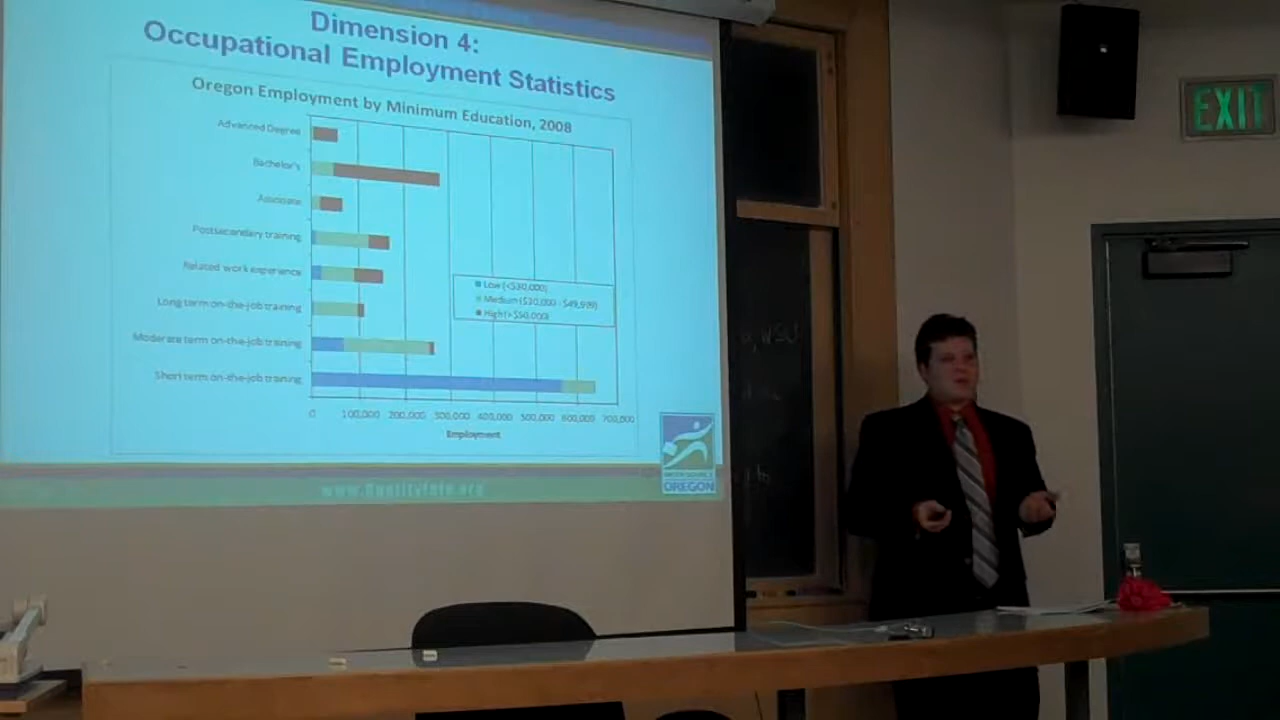 Dimension 4:
Occupational Employment Statistics
Oregon Employment by Minimum Education, 2008
Advanced Degree
Bachelor's
Associate
Postsecondary training
Related work experience
Long term on-the-job training
Moderate term on-the-job training
Short term on-the-job training
Low (<$30,000)
Medium ($30,000 - $49,999)
High (> $50,000)
0 100,000 200,000 300,000 400,000 500,000 600,000 700,000
Employment
www.QualityInfo.org
OREGON
EXIT